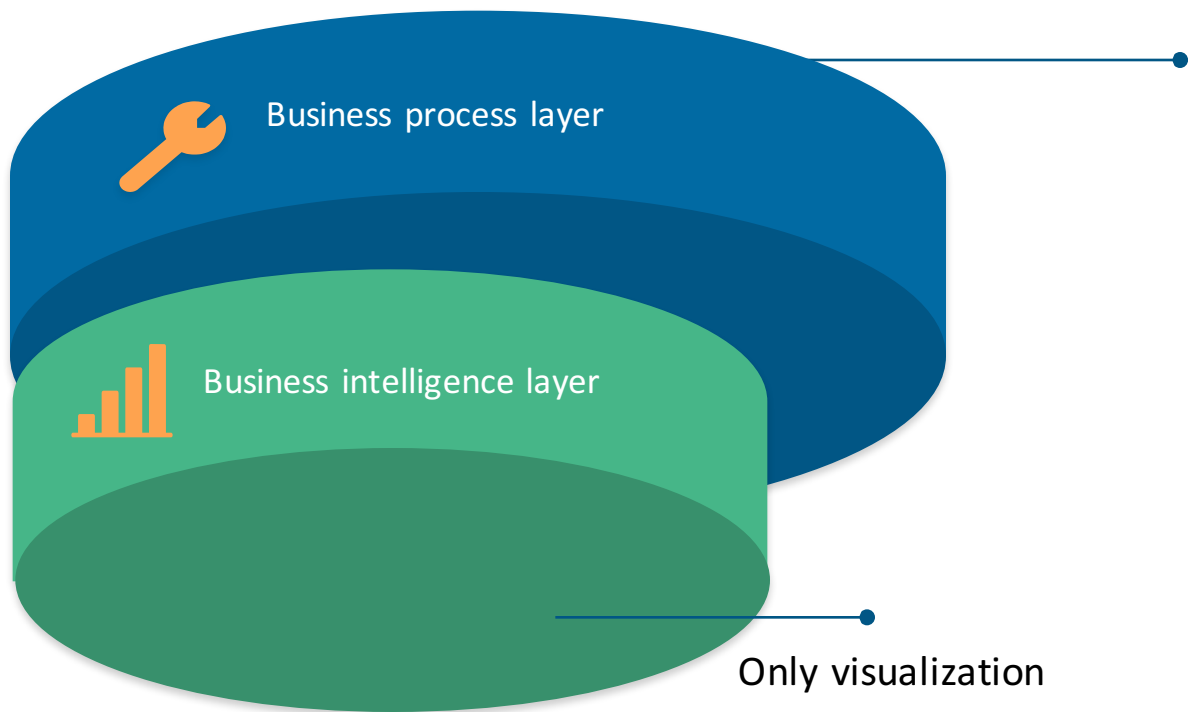 Business process layer
Business intelligence layer
Only visualization